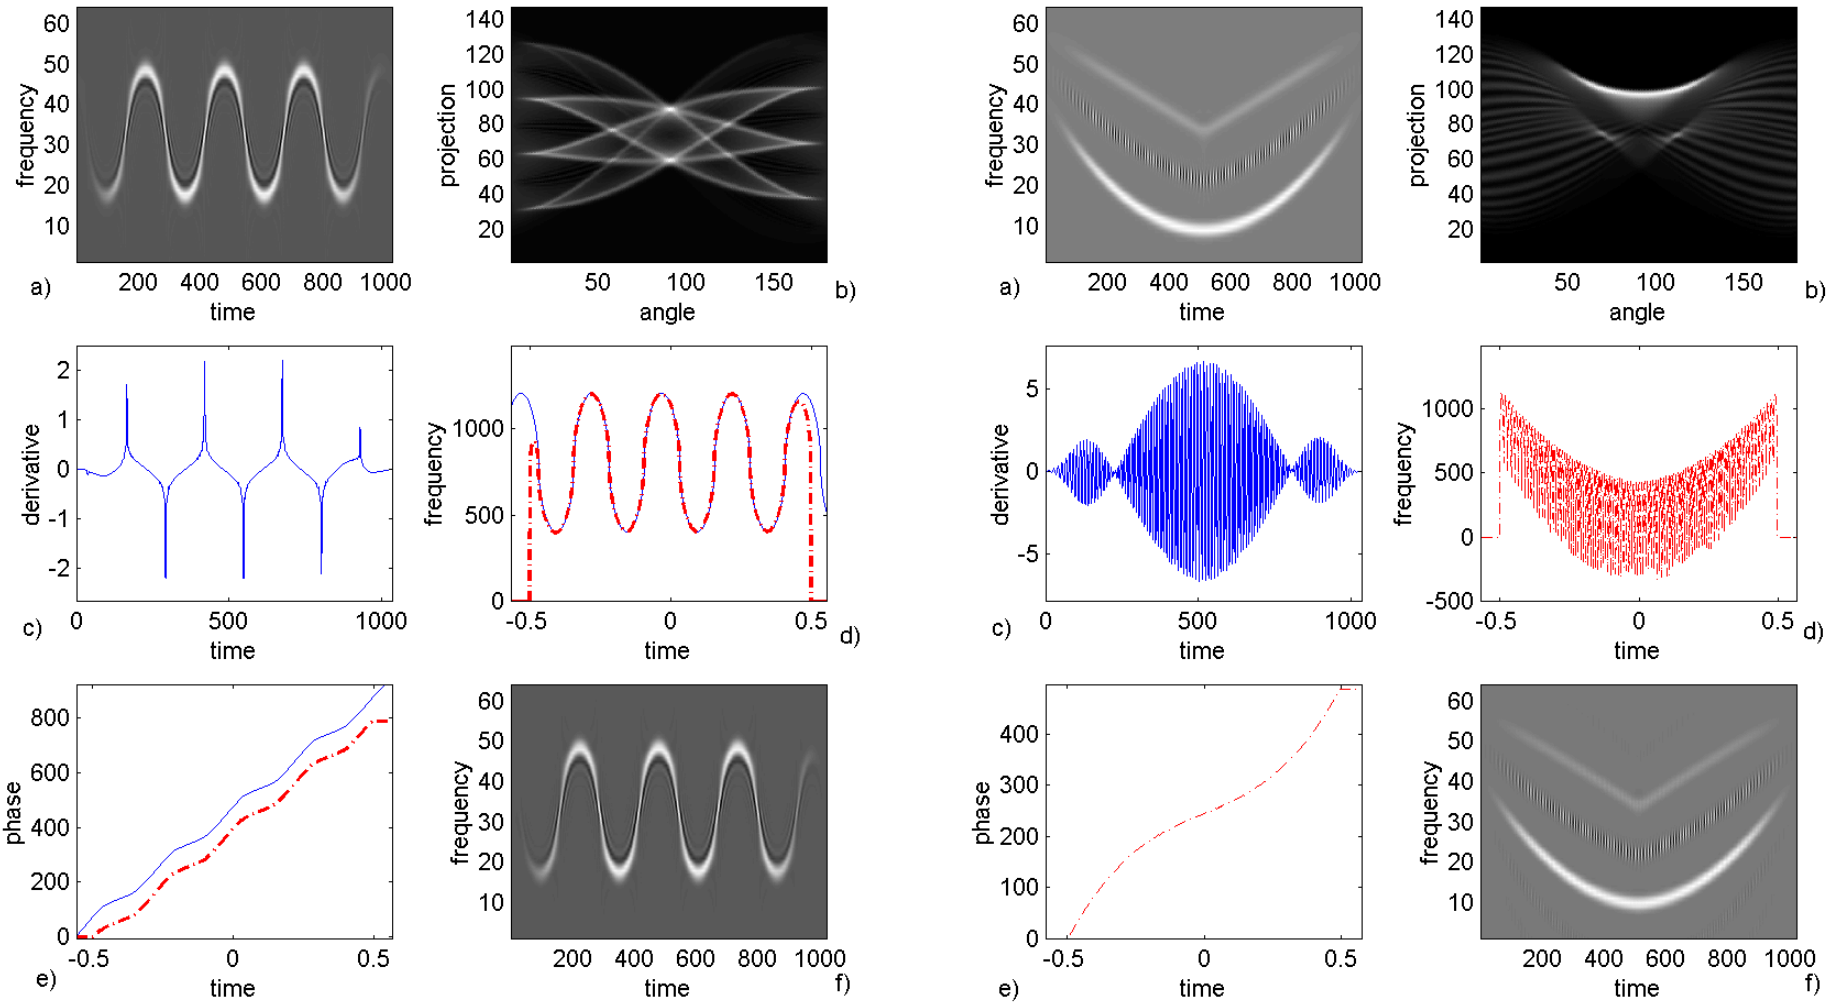 60
50
40
30
20
10
frequency
200 400 600 800 1000
time
a)
140
120
100
80
60
40
20
projection
50 100 150
angle
b)
60
50
40
30
20
10
frequency
200 400 600 800 1000
time
a)
140
120
100
80
60
40
20
projection
50 100 150
angle
b)
2
1
0
-1
-2
derivative
0 500 1000
time
c)
1000
500
0
frequency
-0.5 0 0.5
time
d)
5
0
-5
derivative
0 500 1000
time
c)
1000
500
0
-500
frequency
-0.5 0 0.5
time
d)
800
600
400
200
0
phase
-0.5 0 0.5
time
e)
60
50
40
30
20
10
frequency
200 400 600 800 1000
time
f)
400
300
200
100
0
phase
-0.5 0 0.5
time
e)
60
50
40
30
20
10
frequency
200 400 600 800 1000
time
f)